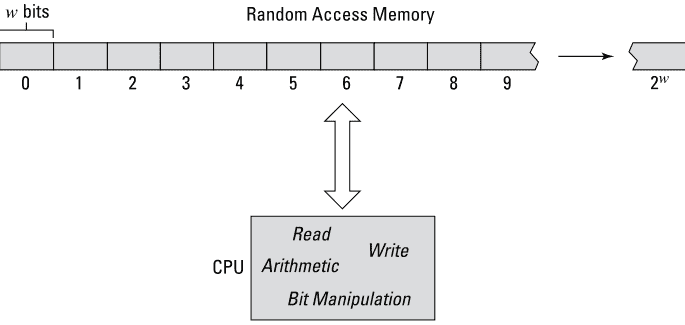 w bits
Random Access Memory
0 1 2 3 4 5 6 7 8 9 2ʷ
Read
Write
CPU
Arithmetic
Bit Manipulation